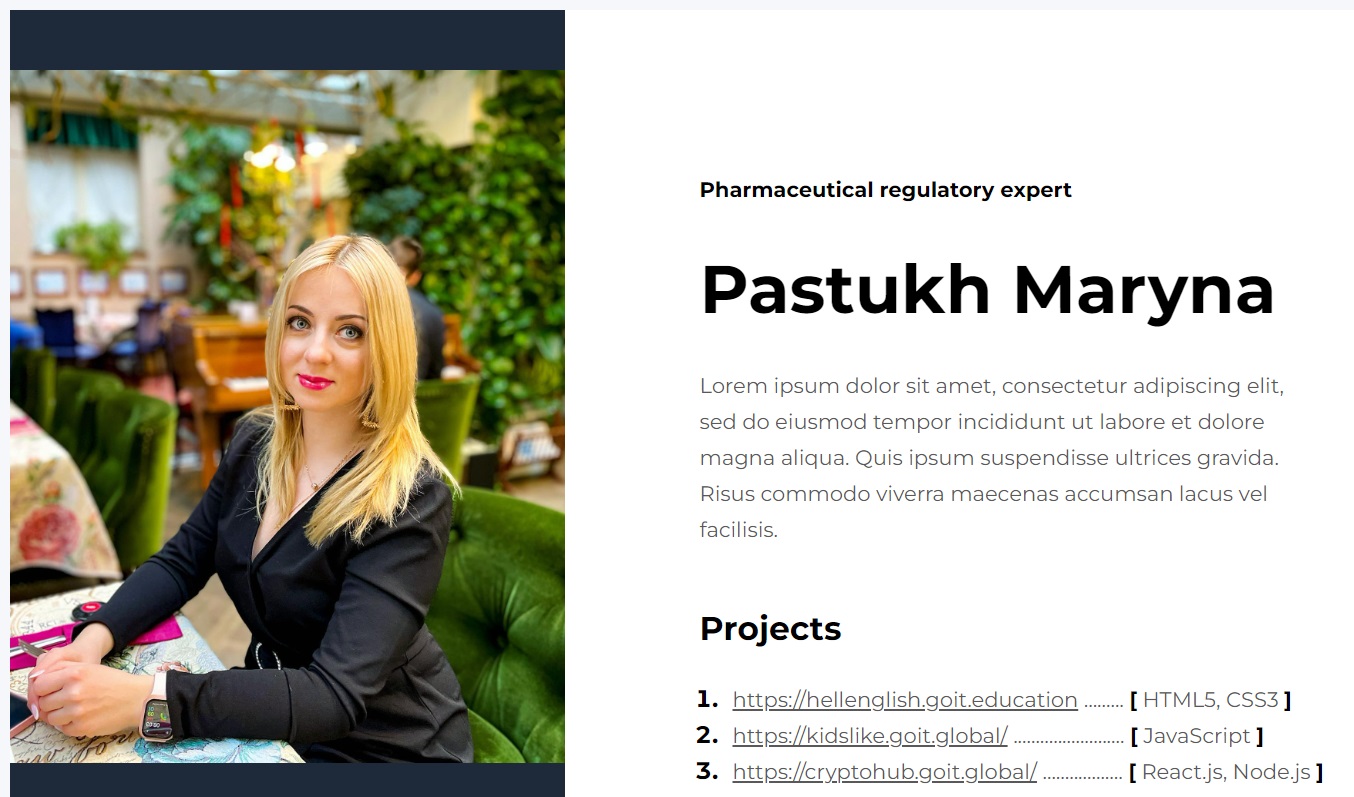 Pharmaceutical regulatory expert
Pastukh Maryna
Lorem ipsum dolor sit amet, consectetur adipiscing elit,
sed do eiusmod tempor incididunt ut labore et dolore
magna aliqua. Quis ipsum suspendisse ultrices gravida.
Risus commodo viverra maecenas accumsan lacus vel
facilisis.
Projects
1. https://hellenglish.goit.education ......... [ HTML5, CSS3 ]
2. https://kidslike.goit.global/ ......................... [ JavaScript ]
3. https://cryptohub.goit.global/ .................. [ React.js, Node.js ]